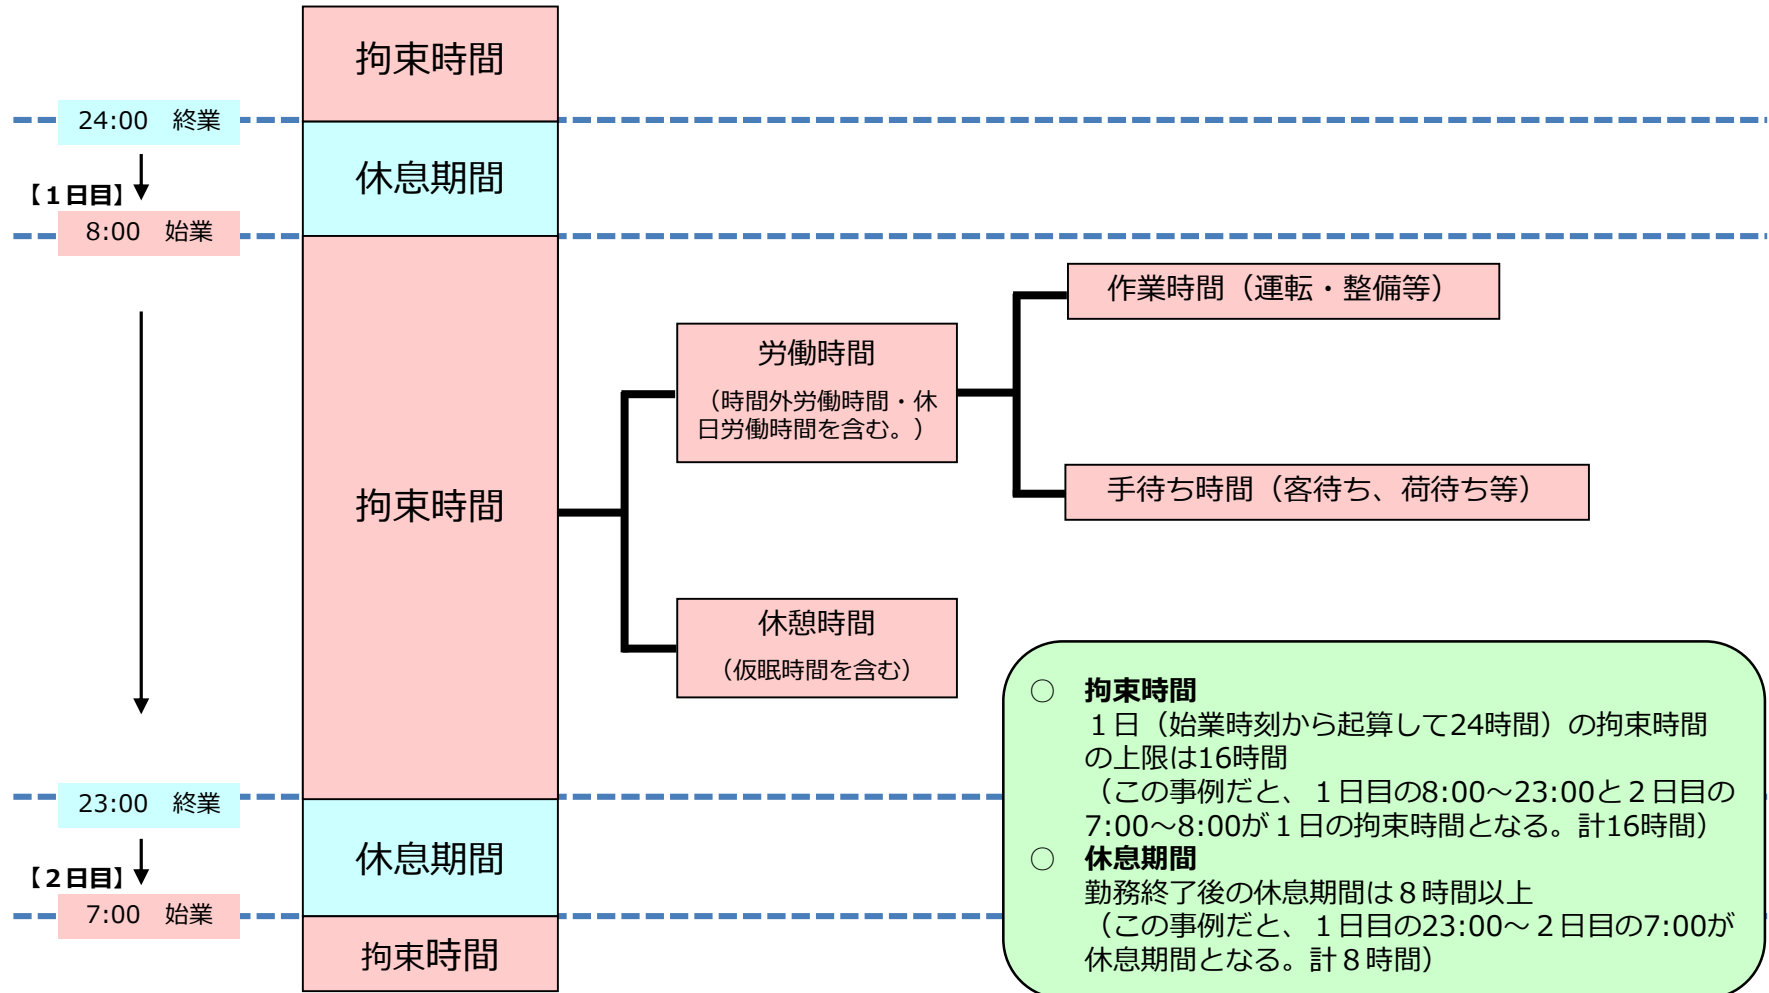 拘束時間
24:00　終業
休息期間
【１日目】
8:00　始業
作業時間（運転・整備等）
労働時間
（時間外労働時間・休
日労働時間を含む。）
拘束時間
手待ち時間（客待ち、荷待ち等）
休憩時間
（仮眠時間を含む）
○　拘束時間
１日（始業時刻から起算して24時間）の拘束時間
の上限は16時間
（この事例だと、１日目の8:00～23:00と２日目の
7:00～8:00が１日の拘束時間となる。計16時間）
○　休息期間
勤務終了後の休息期間は８時間以上
（この事例だと、１日目の23:00～２日目の7:00が
休息期間となる。計８時間）
23:00　終業
休息期間
【２日目】
7:00　始業
拘束時間